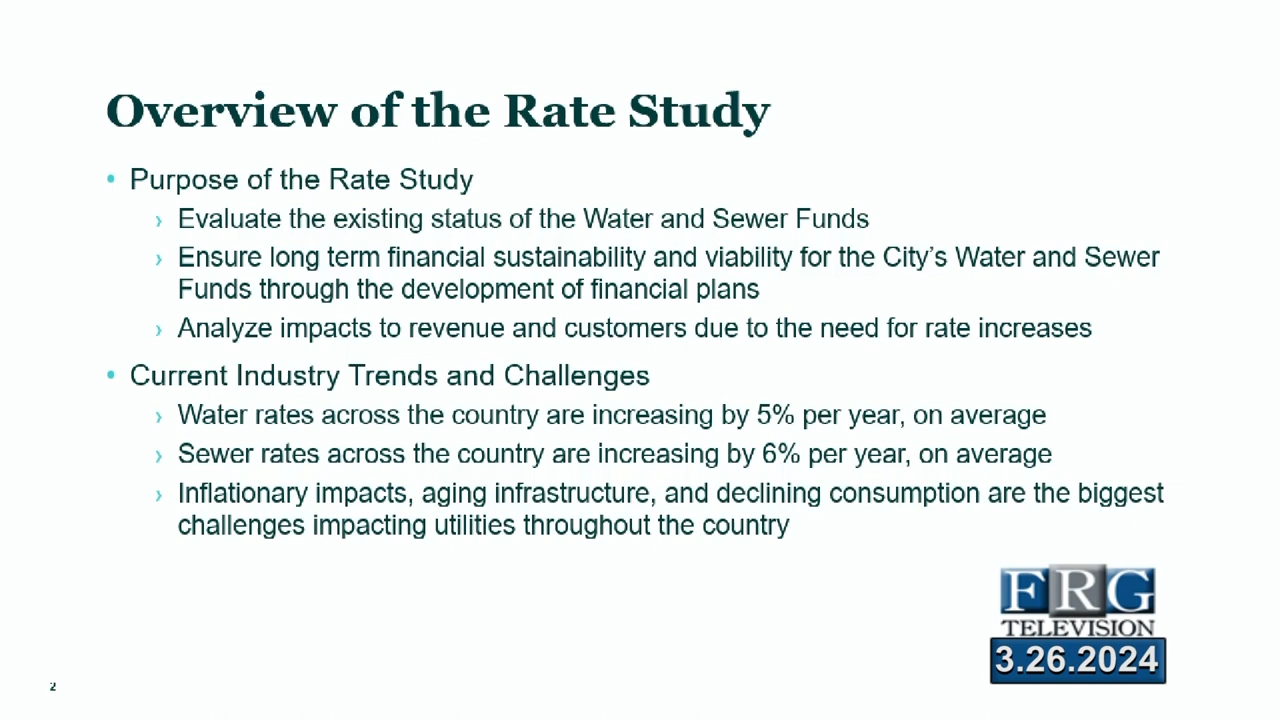 Overview of the Rate Study
• Purpose of the Rate Study
› Evaluate the existing status of the Water and Sewer Funds
› Ensure long term financial sustainability and viability for the City’s Water and Sewer
Funds through the development of financial plans
› Analyze impacts to revenue and customers due to the need for rate increases
• Current Industry Trends and Challenges
› Water rates across the country are increasing by 5% per year, on average
› Sewer rates across the country are increasing by 6% per year, on average
› Inflationary impacts, aging infrastructure, and declining consumption are the biggest
challenges impacting utilities throughout the country
FRG
TELEVISION
3.26.2024
2